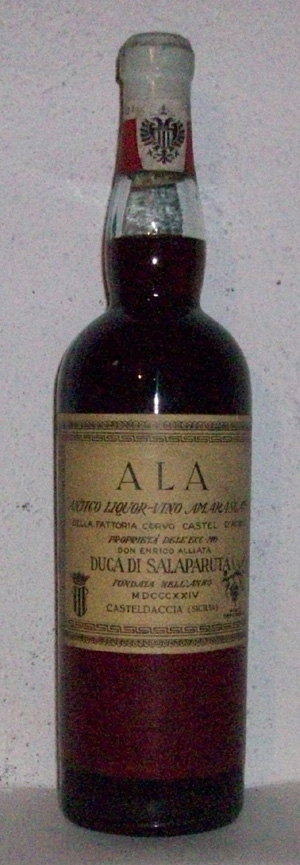 ALA
ANTICO LIQUOR-VINO AMARASCATO
DELLA FATTORIA CORVO CASTEL D'ACCIA
PROPRIETÀ DELL'ECC.MO
DON ENRICO ALLIATA
DUCA DI SALAPARUTA
FONDATA NELL'ANNO
MDCCCXXIV
CASTELDACCIA (SICILIA)